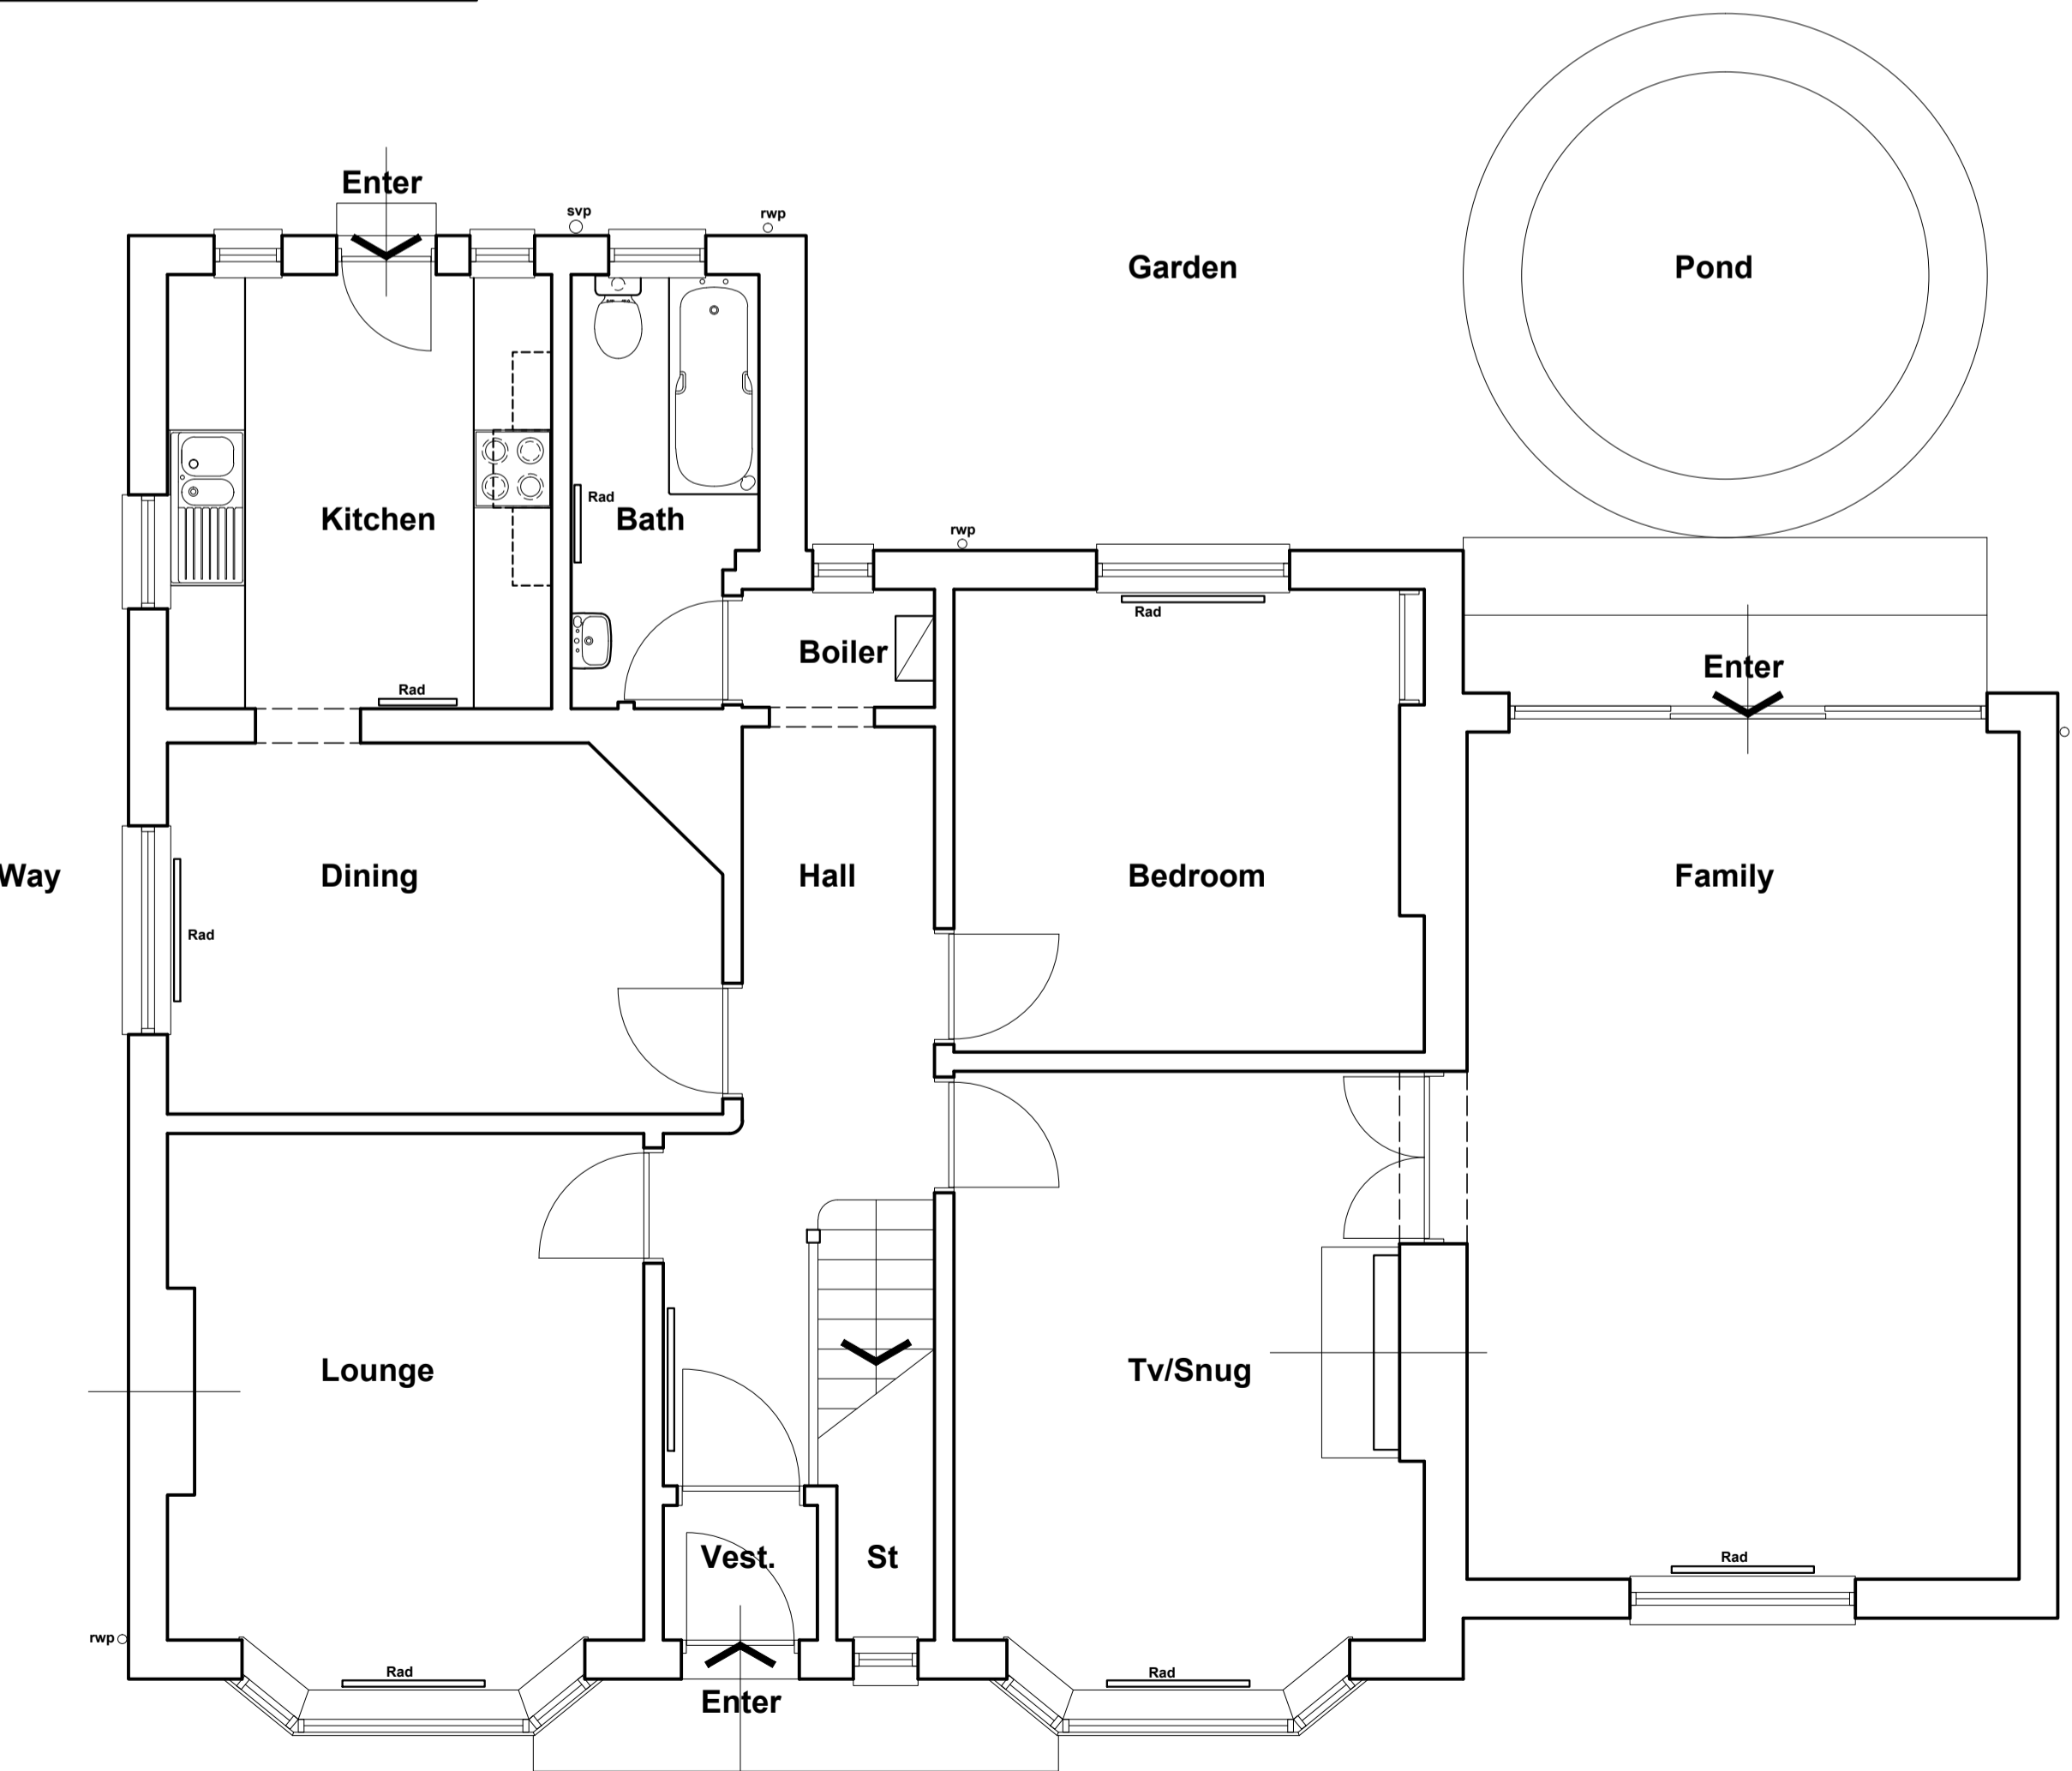 Enter
svp
rwp
Garden
Pond
Rad
Kitchen
Bath
rwp
Rad
Boiler
Enter
Rad
Way
Dining
Hall
Bedroom
Family
Rad
Lounge
Tv/Snug
Vest.
St
Rad
rwp
Rad
Enter
Rad